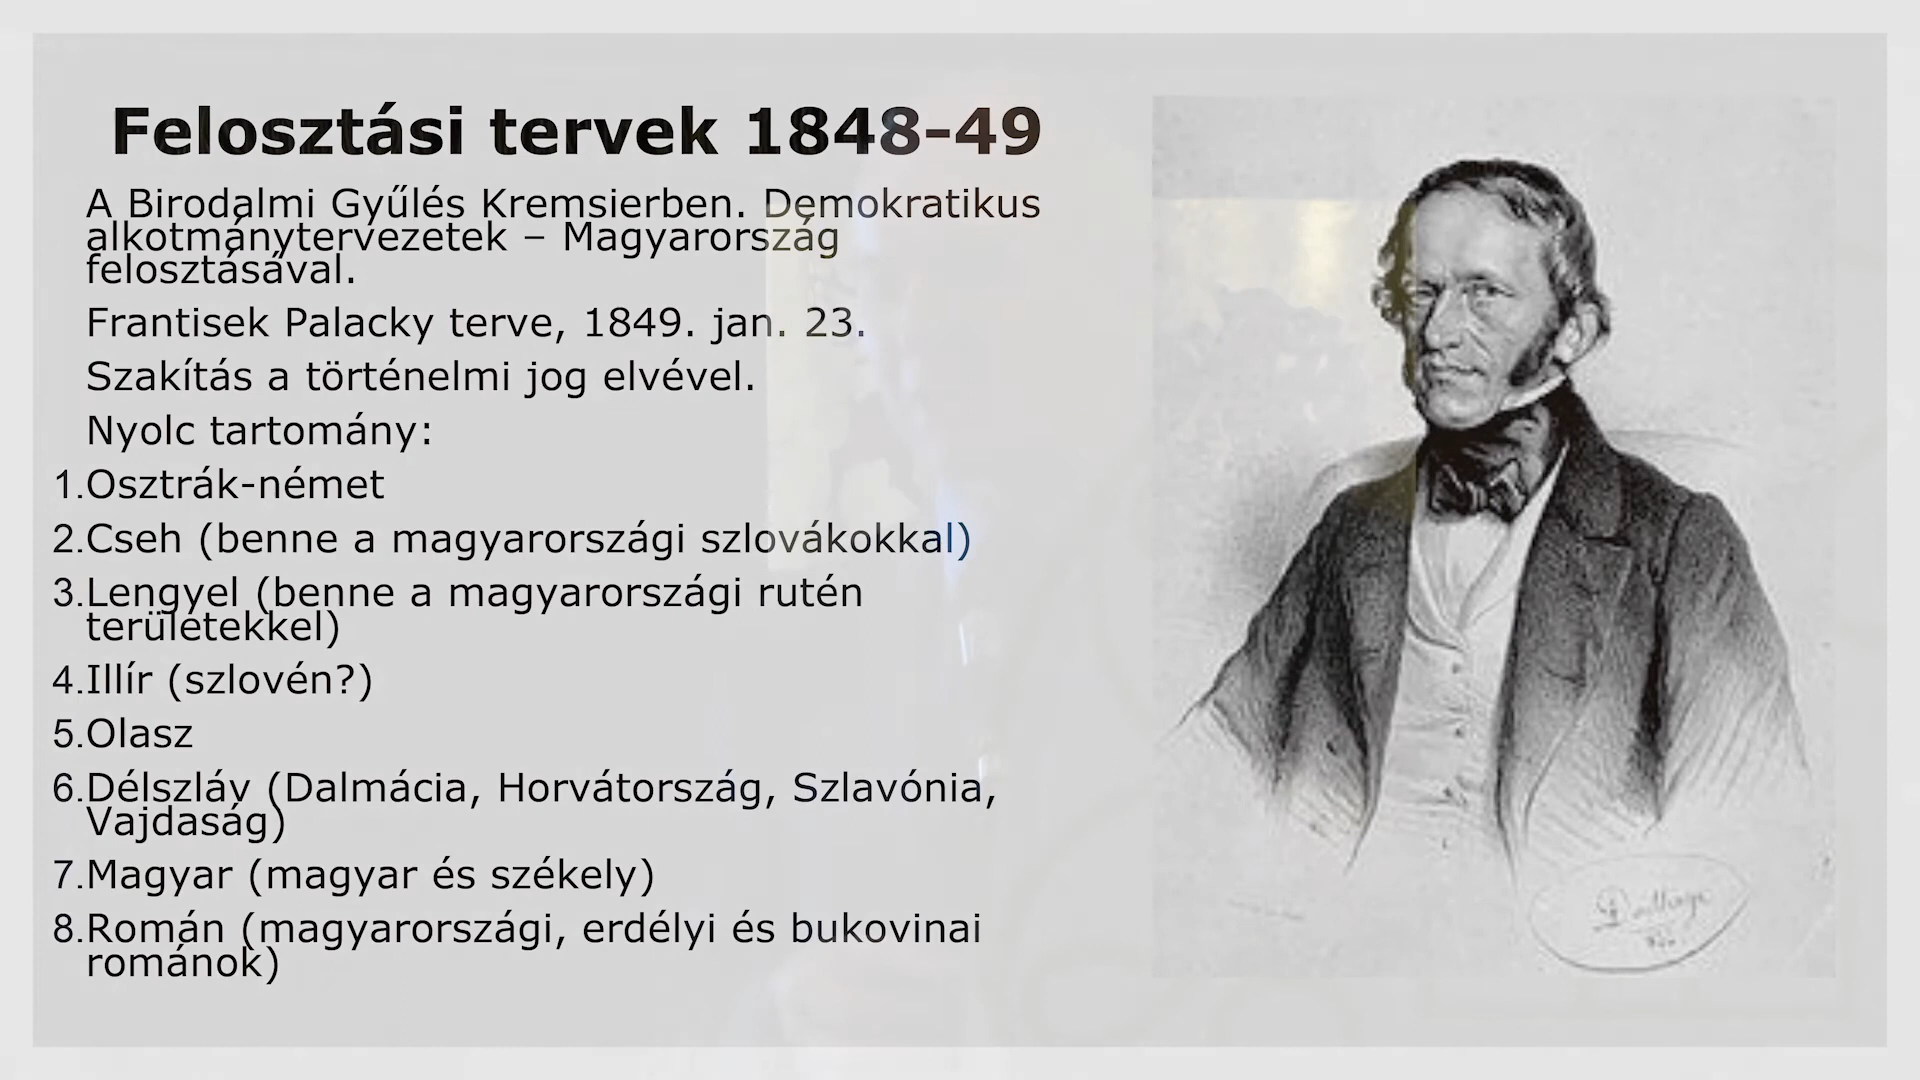 Felosztási tervek 1848-49
A Birodalmi Gyűlés Kremsierben. Demokratikus
alkotmánytervezetek – Magyarország
felosztásával.
Frantisek Palacky terve, 1849. jan. 23.
Szakítás a történelmi jog elvével.
Nyolc tartomány:
1.Osztrák-német
2.Cseh (benne a magyarországi szlovákokkal)
3.Lengyel (benne a magyarországi rutén
területekkel)
4.Illír (szlovén?)
5.Olasz
6.Délszláv (Dalmácia, Horvátország, Szlavónia,
Vajdaság)
7.Magyar (magyar és székely)
8.Román (magyarországi, erdélyi és bukovinai
románok)